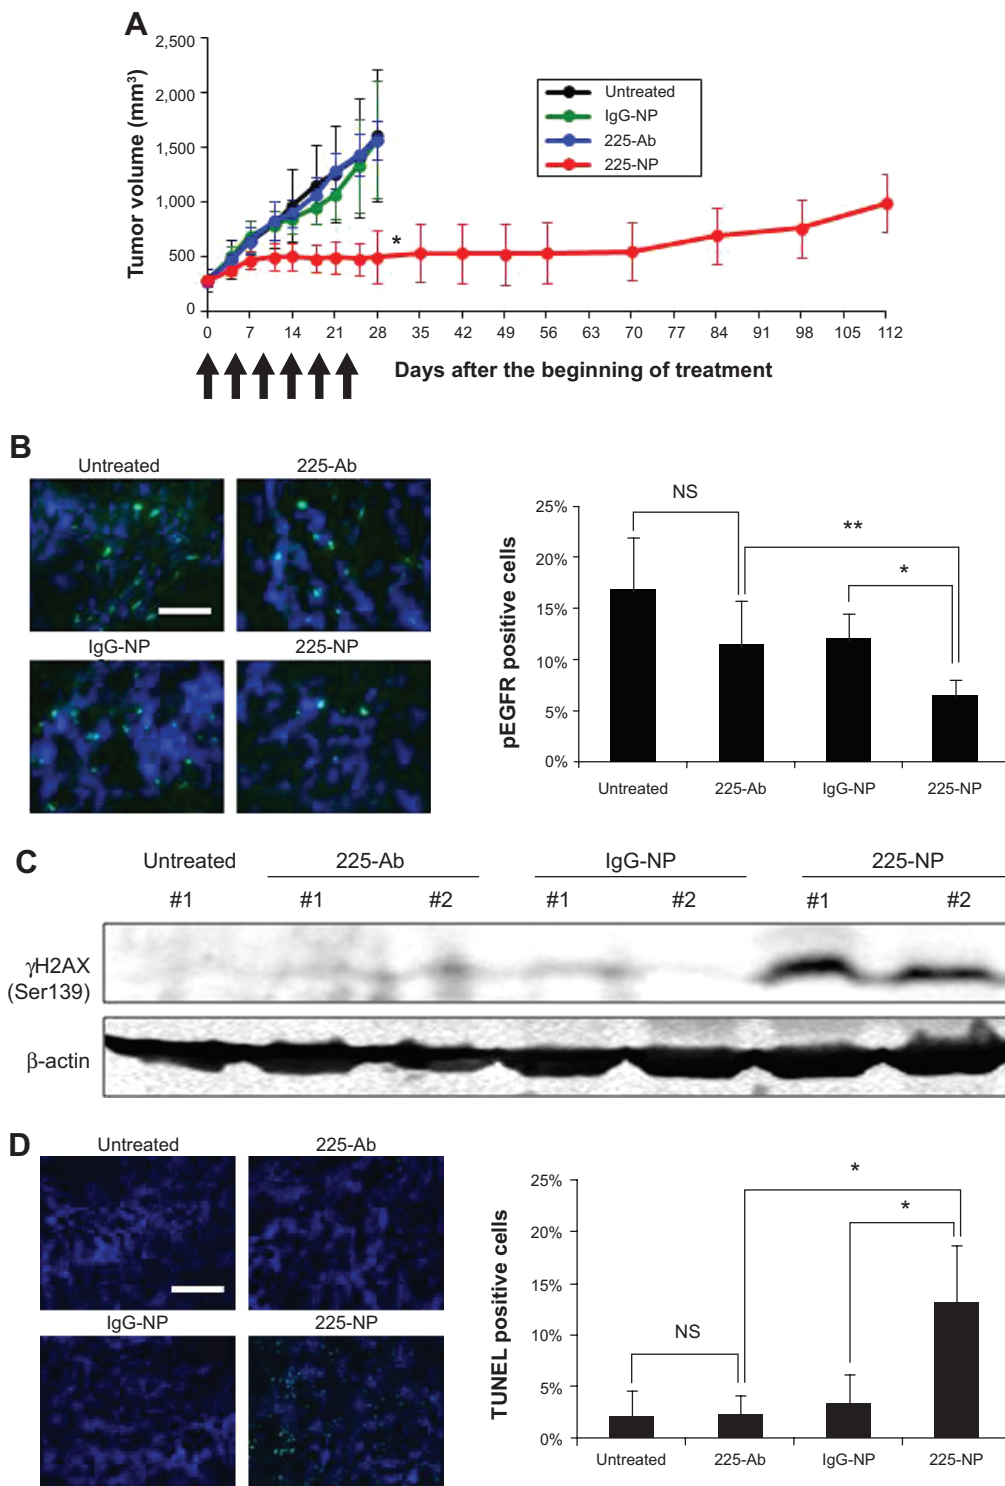 A
Tumor volume (mm³)
2,500
2,000
1,500
1,000
500
0
Untreated
IgG-NP
225-Ab
225-NP
*
0 7 14 21 28 35 42 49 56 63 70 77 84 91 98 105 112
Days after the beginning of treatment
B
Untreated 225-Ab
IgG-NP 225-NP
pEGFR positive cells
25%
20%
15%
10%
5%
0%
NS
**
*
Untreated 225-Ab IgG-NP 225-NP
C
Untreated 225-Ab IgG-NP 225-NP
#1 #1 #2 #1 #2 #1 #2
γH2AX
(Ser139)
β-actin
D
Untreated 225-Ab
IgG-NP 225-NP
TUNEL positive cells
25%
20%
15%
10%
5%
0%
NS
*
*
Untreated 225-Ab IgG-NP 225-NP